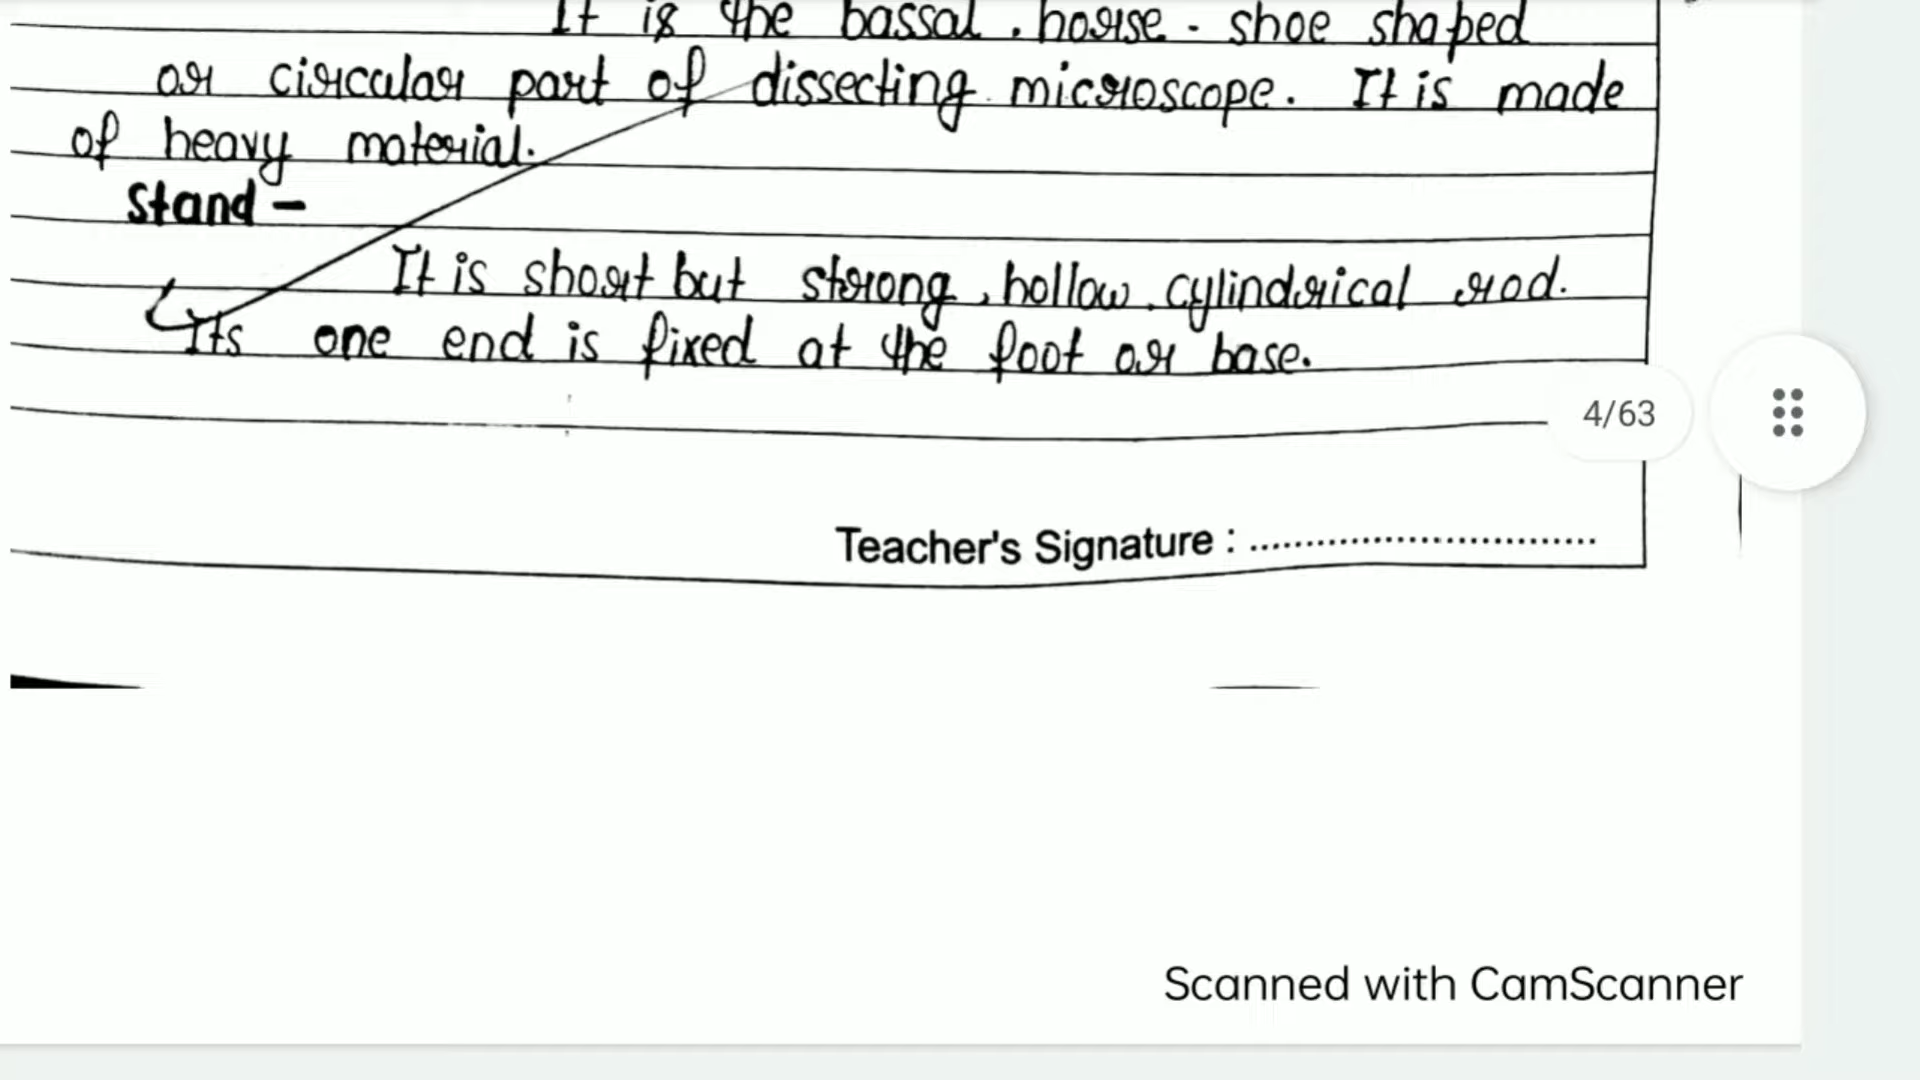 It is the bassal, horse - shoe shaped
or circular part of dissecting microscope. It is made
of heavy material.
Stand -
It is short but strong, hollow, cylindrical rod.
Its one end is fixed at the foot or base.
4/63
Teacher's Signature : ................................
Scanned with CamScanner